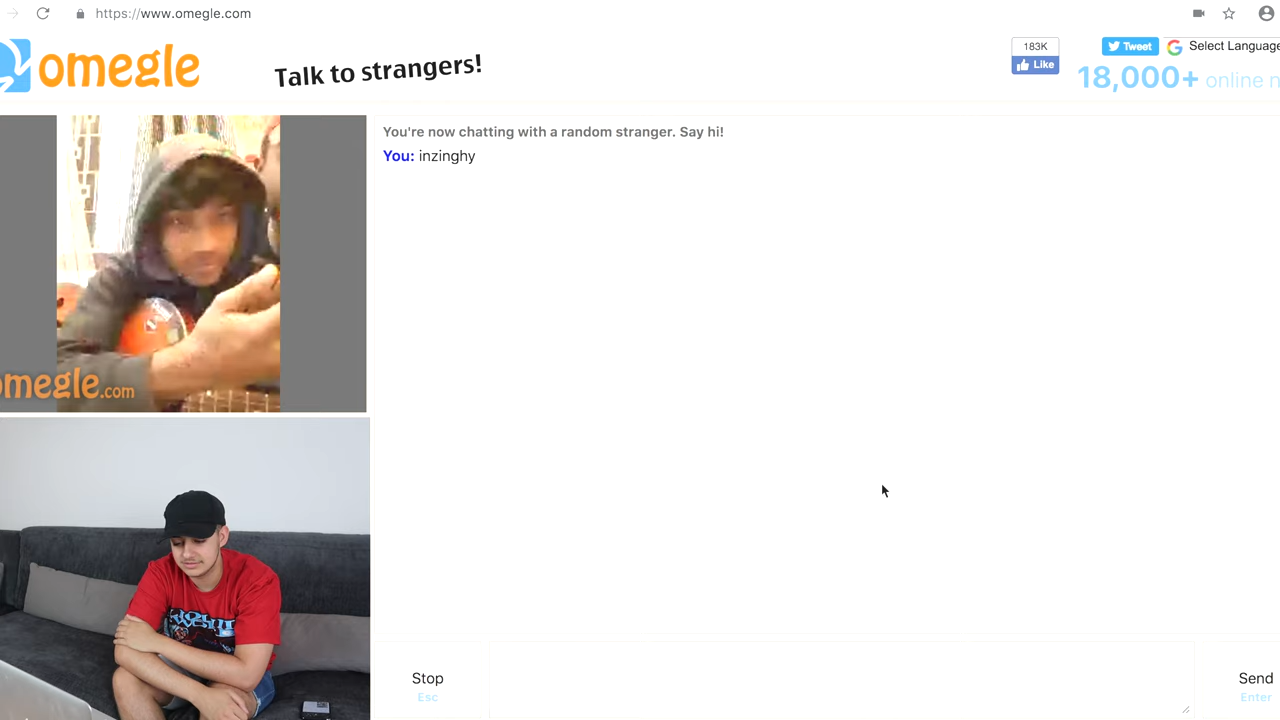 https://www.omegle.com
omegle
Talk to strangers!
183K
Like
Tweet
Select Language
18,000+ online n
You're now chatting with a random stranger. Say hi!
You: inzinghy
omegle.com
Stop
Esc
Send
Enter